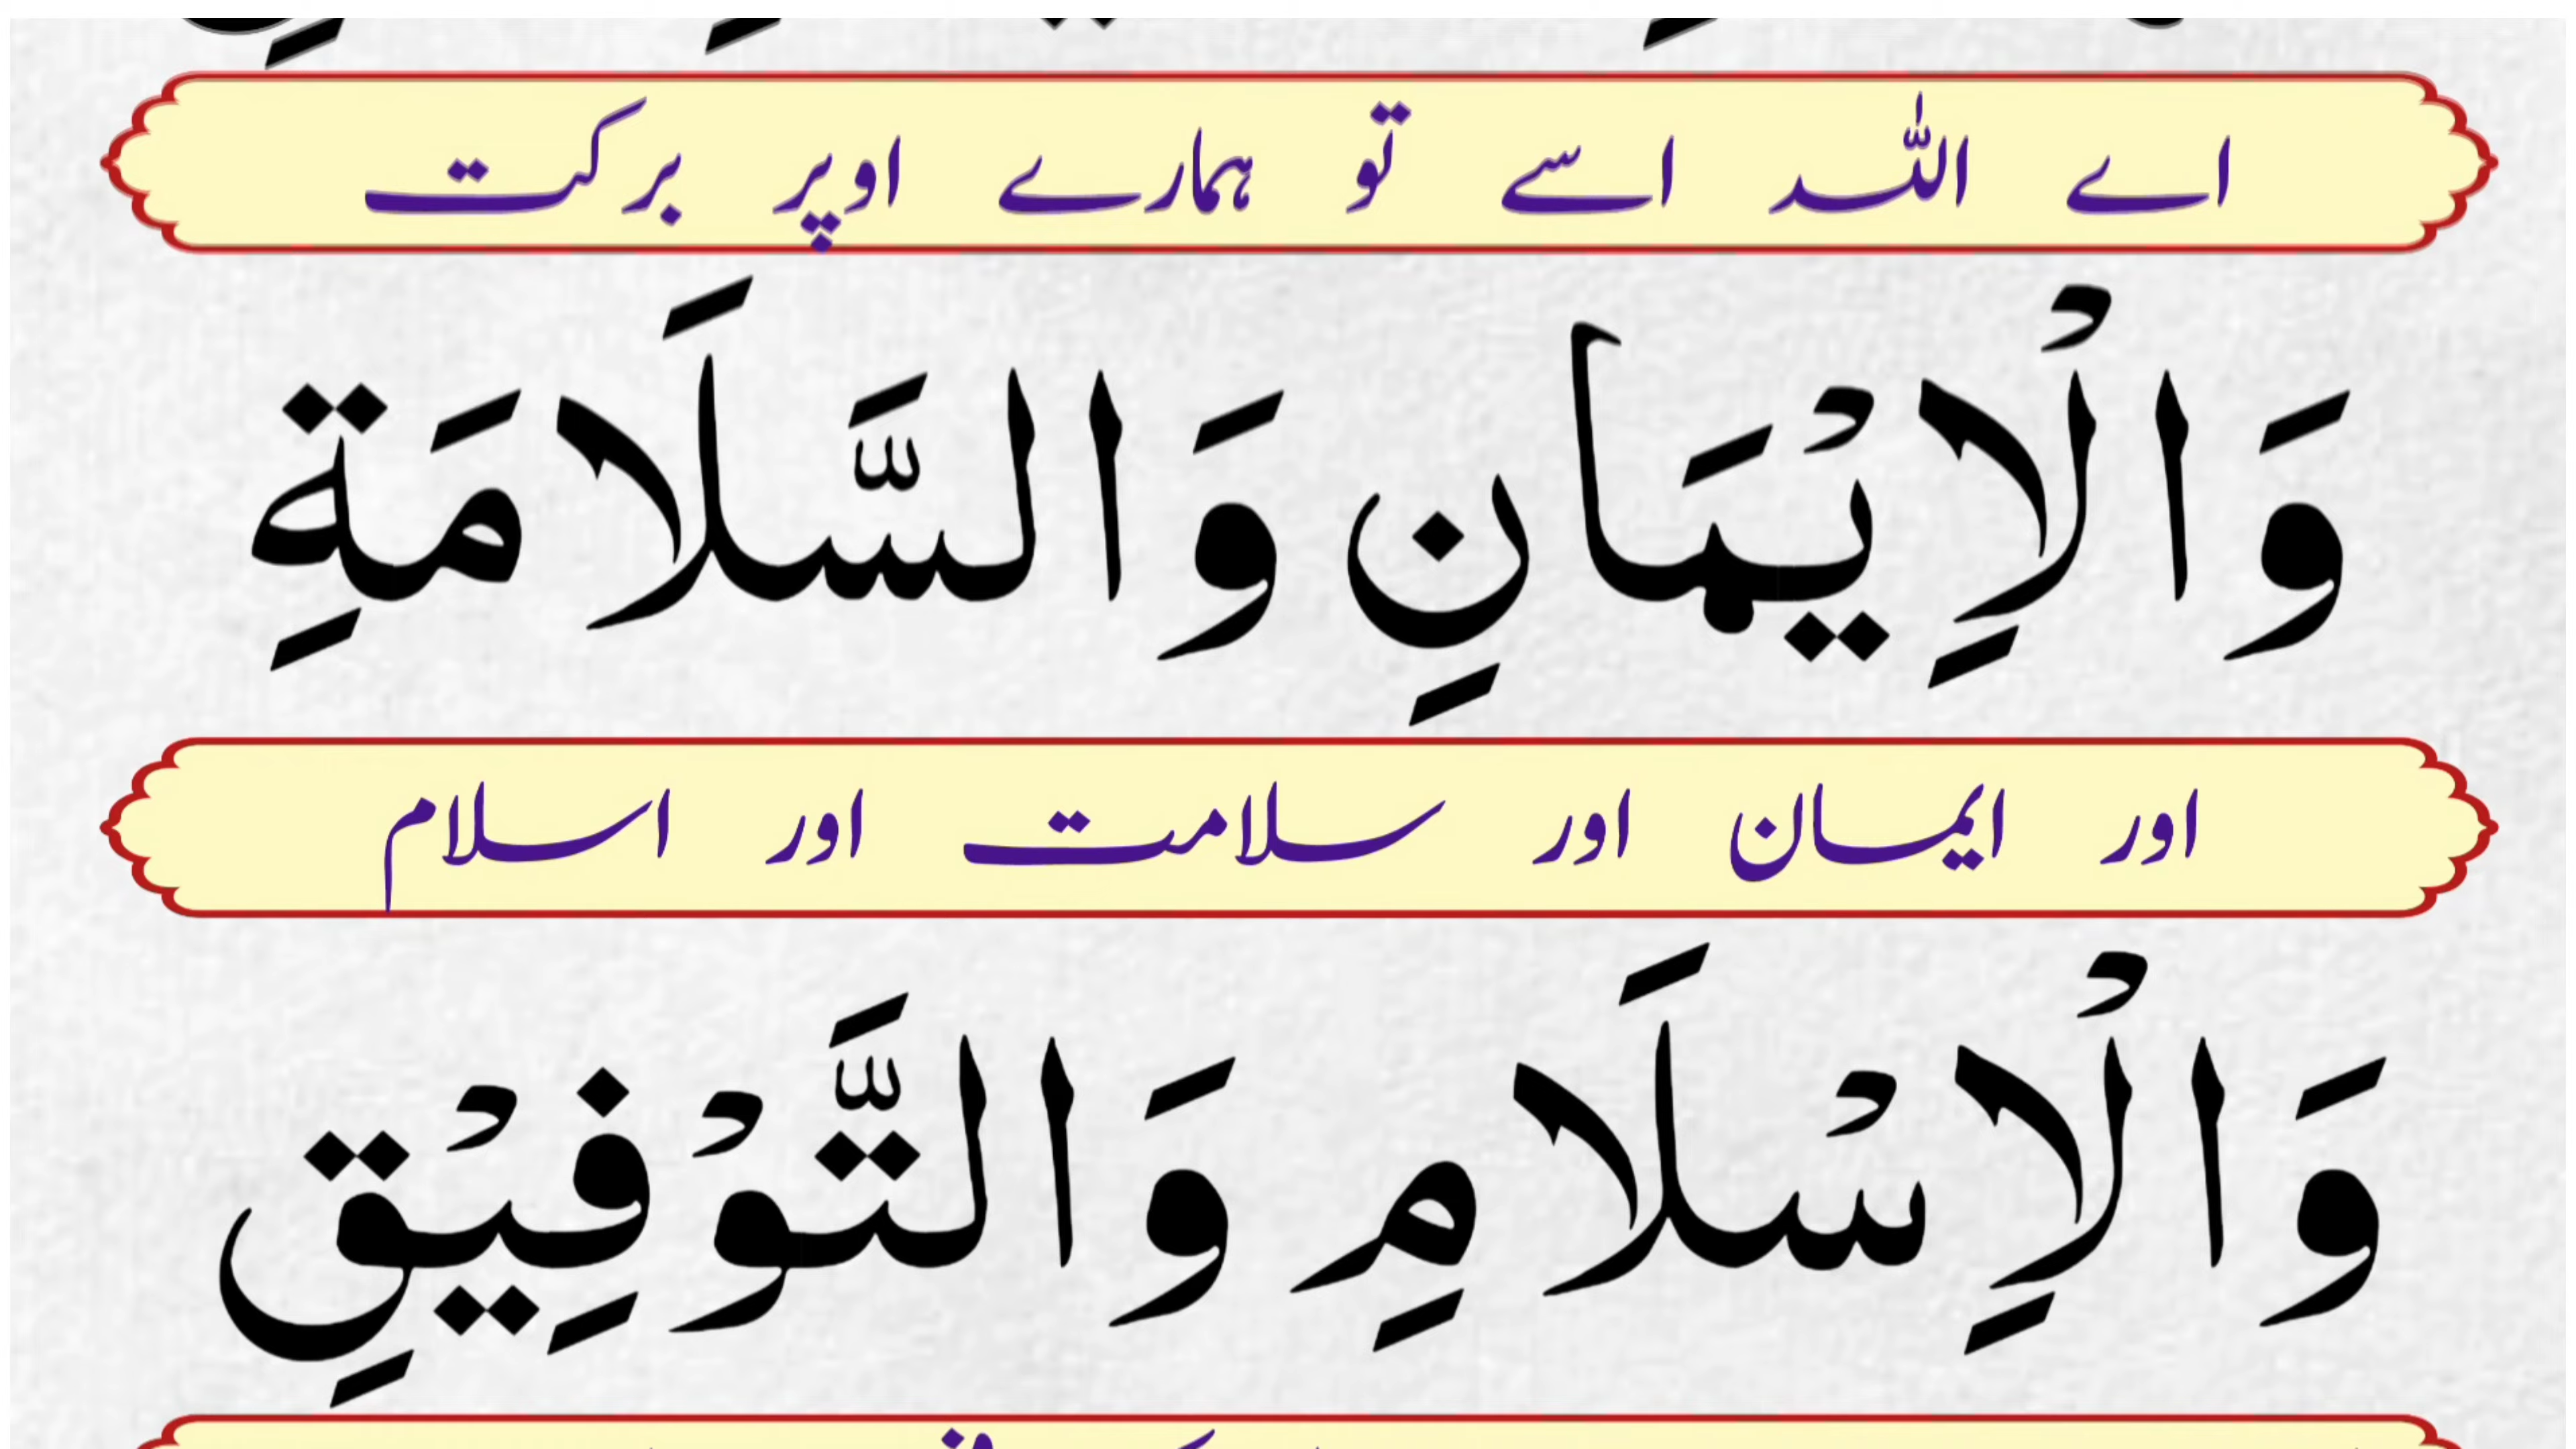 اے اللہ اسے تو ہمارے اوپر برکت
وَالْاِيْمَانِ وَالسَّلَامَةِ
اور ایمان اور سلامت اور اسلام
وَالْاِسْلَامِ وَالتَّوْفِيْقِ